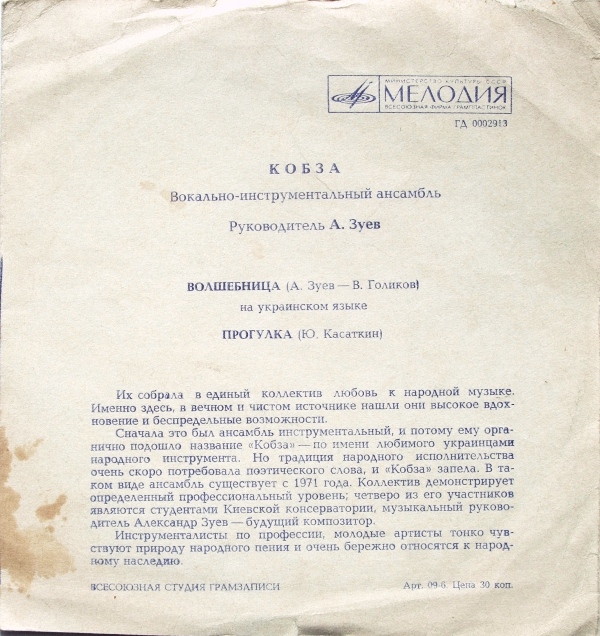 МИНИСТЕРСТВО КУЛЬТУРЫ СССР
МЕЛОДИЯ
ВСЕСОЮЗНАЯ ФИРМА ГРАМПЛАСТИНОК
ГД 0002913
КОБЗА
Вокально-инструментальный ансамбль
Руководитель А. Зуев
ВОЛШЕБНИЦА (А. Зуев — В. Голиков)
на украинском языке
ПРОГУЛКА (Ю. Касаткин)
Их собрала в единый коллектив любовь к народной музыке.
Именно здесь, в вечном и чистом источнике нашли они высокое вдох-
новение и беспредельные возможности.
Сначала это был ансамбль инструментальный, и потому ему орга-
нично подошло название «Кобза» — по имени любимого украинцами
народного инструмента. Но традиция народного исполнительства
очень скоро потребовала поэтического слова, и «Кобза» запела. В та-
ком виде ансамбль существует с 1971 года. Коллектив демонстрирует
определенный профессиональный уровень; четверо из его участников
являются студентами Киевской консерватории, музыкальный руково-
дитель Александр Зуев — будущий композитор.
Инструменталисты по профессии, молодые артисты тонко чув-
ствуют природу народного пения и очень бережно относятся к народ-
ному наследию.
ВСЕСОЮЗНАЯ СТУДИЯ ГРАМЗАПИСИ
Арт. 09-6. Цена 30 коп.